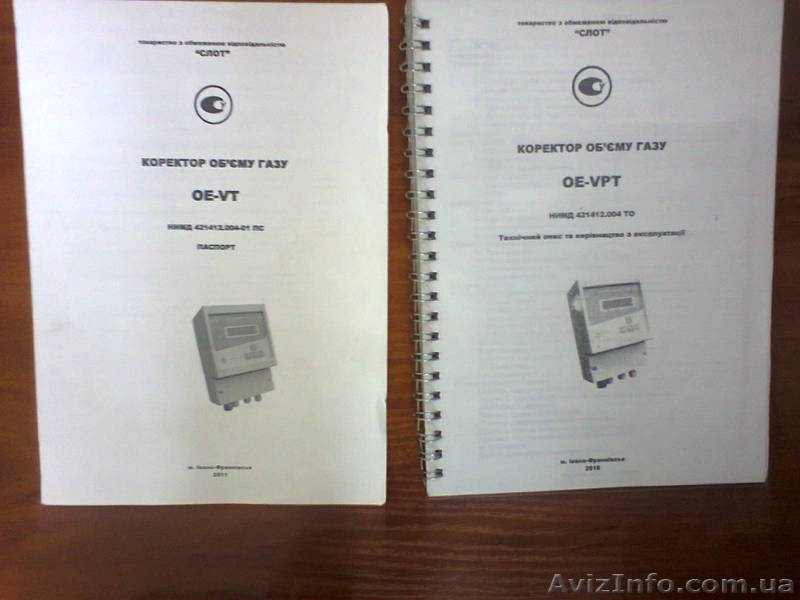 товариство з обмеженою відповідальністю
"СЛОТ"
КОРЕКТОР ОБ'ЄМУ ГАЗУ
OE-VT
НИМД 421412.004-01 ПС
ПАСПОРТ
м. Івано-Франківськ
2011
товариство з обмеженою відповідальністю
"СЛОТ"
КОРЕКТОР ОБ'ЄМУ ГАЗУ
OE-VPT
НИМД 421412.004 ТО
Технічний опис та керівництво з експлуатації
м. Івано-Франківськ
2010
AvizInfo.com.ua